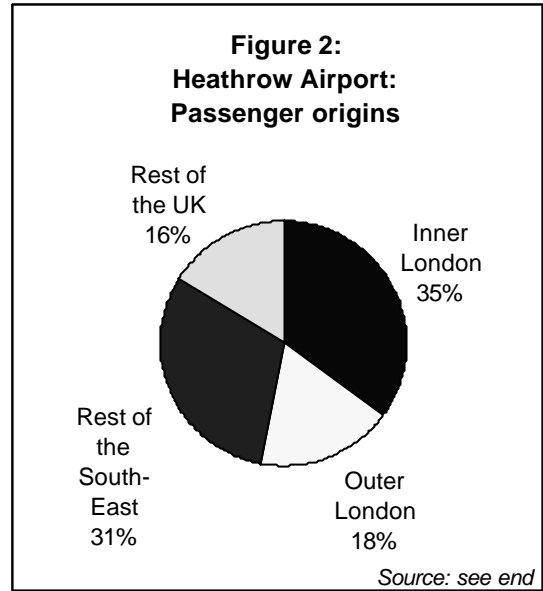 Figure 2:
Heathrow Airport:
Passenger origins
Rest of
the UK
16%
Inner
London
35%
Rest of
the
South-
East
31%
Outer
London
18%
Source: see end